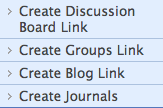 Create Discussion
Board Link
Create Groups Link
Create Blog Link
Create Journals